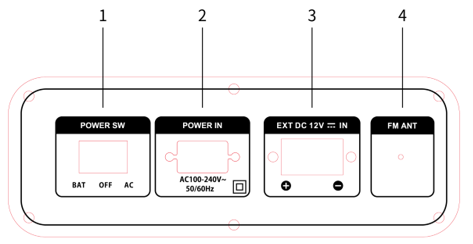 1 2 3 4
POWER SW POWER IN EXT DC 12V ⎓ IN FM ANT
BAT OFF AC
AC100-240V~
50/60Hz
+ −